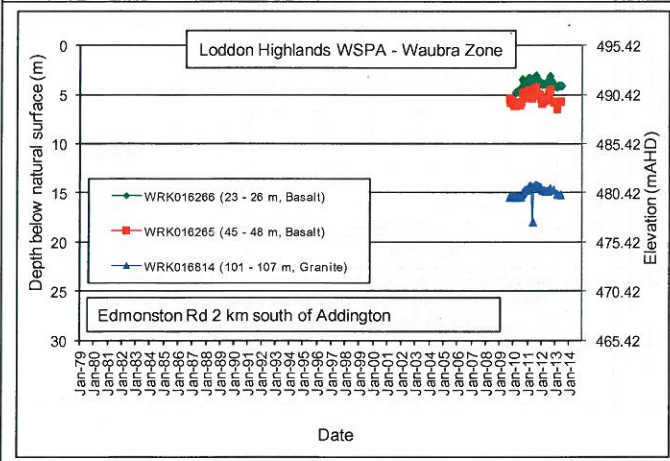 Loddon Highlands WSPA - Waubra Zone
Depth below natural surface (m)
0
5
10
15
20
25
30
495.42
490.42
485.42
480.42
475.42
470.42
465.42
Elevation (mAHD)
WRK016266 (23 - 26 m, Basalt)
WRK016265 (45 - 48 m, Basalt)
WRK016814 (101 - 107 m, Granite)
Edmonston Rd 2 km south of Addington
Jan-79
Jan-80
Jan-81
Jan-82
Jan-83
Jan-84
Jan-85
Jan-86
Jan-87
Jan-88
Jan-89
Jan-90
Jan-91
Jan-92
Jan-93
Jan-94
Jan-95
Jan-96
Jan-97
Jan-98
Jan-99
Jan-00
Jan-01
Jan-02
Jan-03
Jan-04
Jan-05
Jan-06
Jan-07
Jan-08
Jan-09
Jan-10
Jan-11
Jan-12
Jan-13
Jan-14
Date